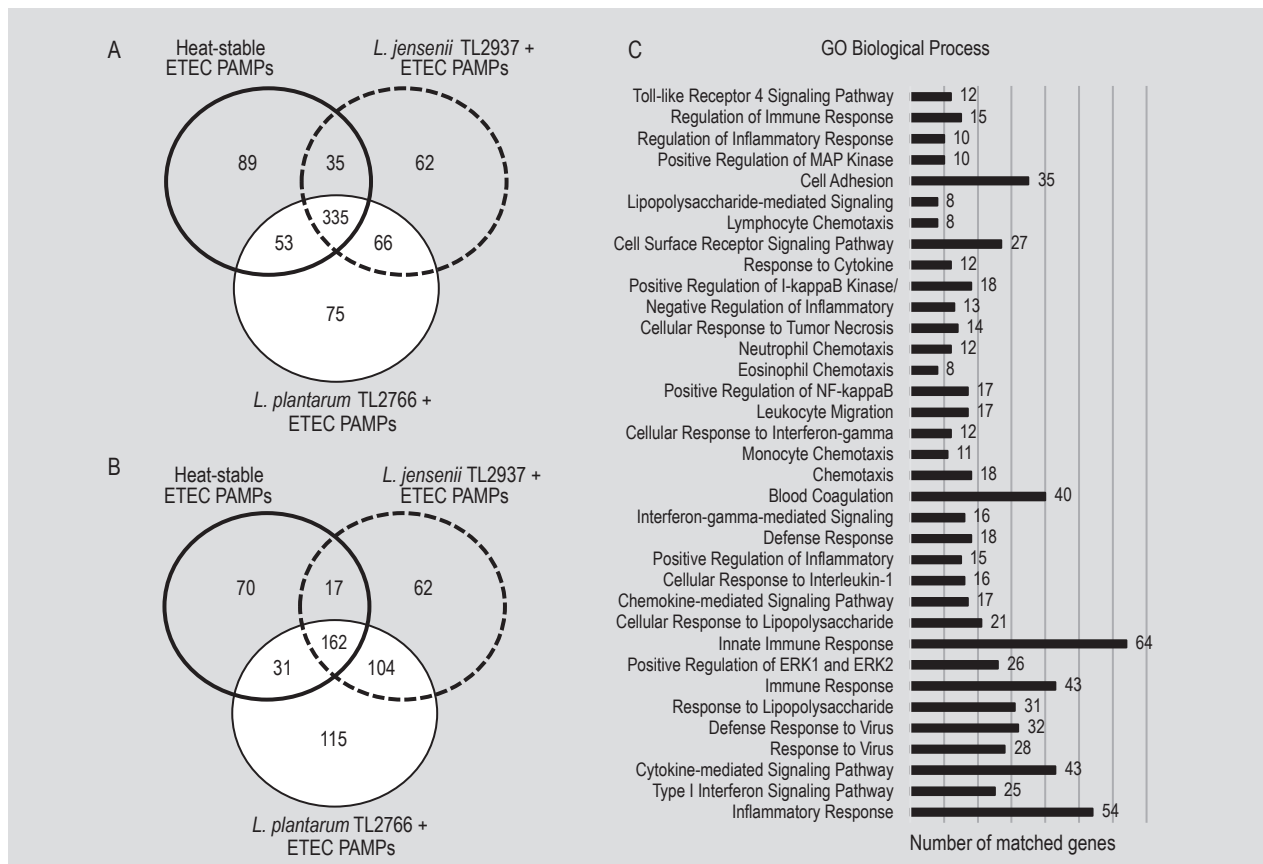 A
Heat-stable
ETEC PAMPs
L. jensenii TL2937 +
ETEC PAMPs
89
35
62
335
53
66
75
L. plantarum TL2766 +
ETEC PAMPs
B
Heat-stable
ETEC PAMPs
L. jensenii TL2937 +
ETEC PAMPs
70
17
62
162
31
104
115
L. plantarum TL2766 +
ETEC PAMPs
C
GO Biological Process
Toll-like Receptor 4 Signaling Pathway 12
Regulation of Immune Response 15
Regulation of Inflammatory Response 10
Positive Regulation of MAP Kinase 10
Cell Adhesion 35
Lipopolysaccharide-mediated Signaling 8
Lymphocyte Chemotaxis 8
Cell Surface Receptor Signaling Pathway 27
Response to Cytokine 12
Positive Regulation of I-kappaB Kinase/ 18
Negative Regulation of Inflammatory 13
Cellular Response to Tumor Necrosis 14
Neutrophil Chemotaxis 12
Eosinophil Chemotaxis 8
Positive Regulation of NF-kappaB 17
Leukocyte Migration 17
Cellular Response to Interferon-gamma 12
Monocyte Chemotaxis 11
Chemotaxis 18
Blood Coagulation 40
Interferon-gamma-mediated Signaling 16
Defense Response 18
Positive Regulation of Inflammatory 15
Cellular Response to Interleukin-1 16
Chemokine-mediated Signaling Pathway 17
Cellular Response to Lipopolysaccharide 21
Innate Immune Response 64
Positive Regulation of ERK1 and ERK2 26
Immune Response 43
Response to Lipopolysaccharide 31
Defense Response to Virus 32
Response to Virus 28
Cytokine-mediated Signaling Pathway 43
Type I Interferon Signaling Pathway 25
Inflammatory Response 54
Number of matched genes